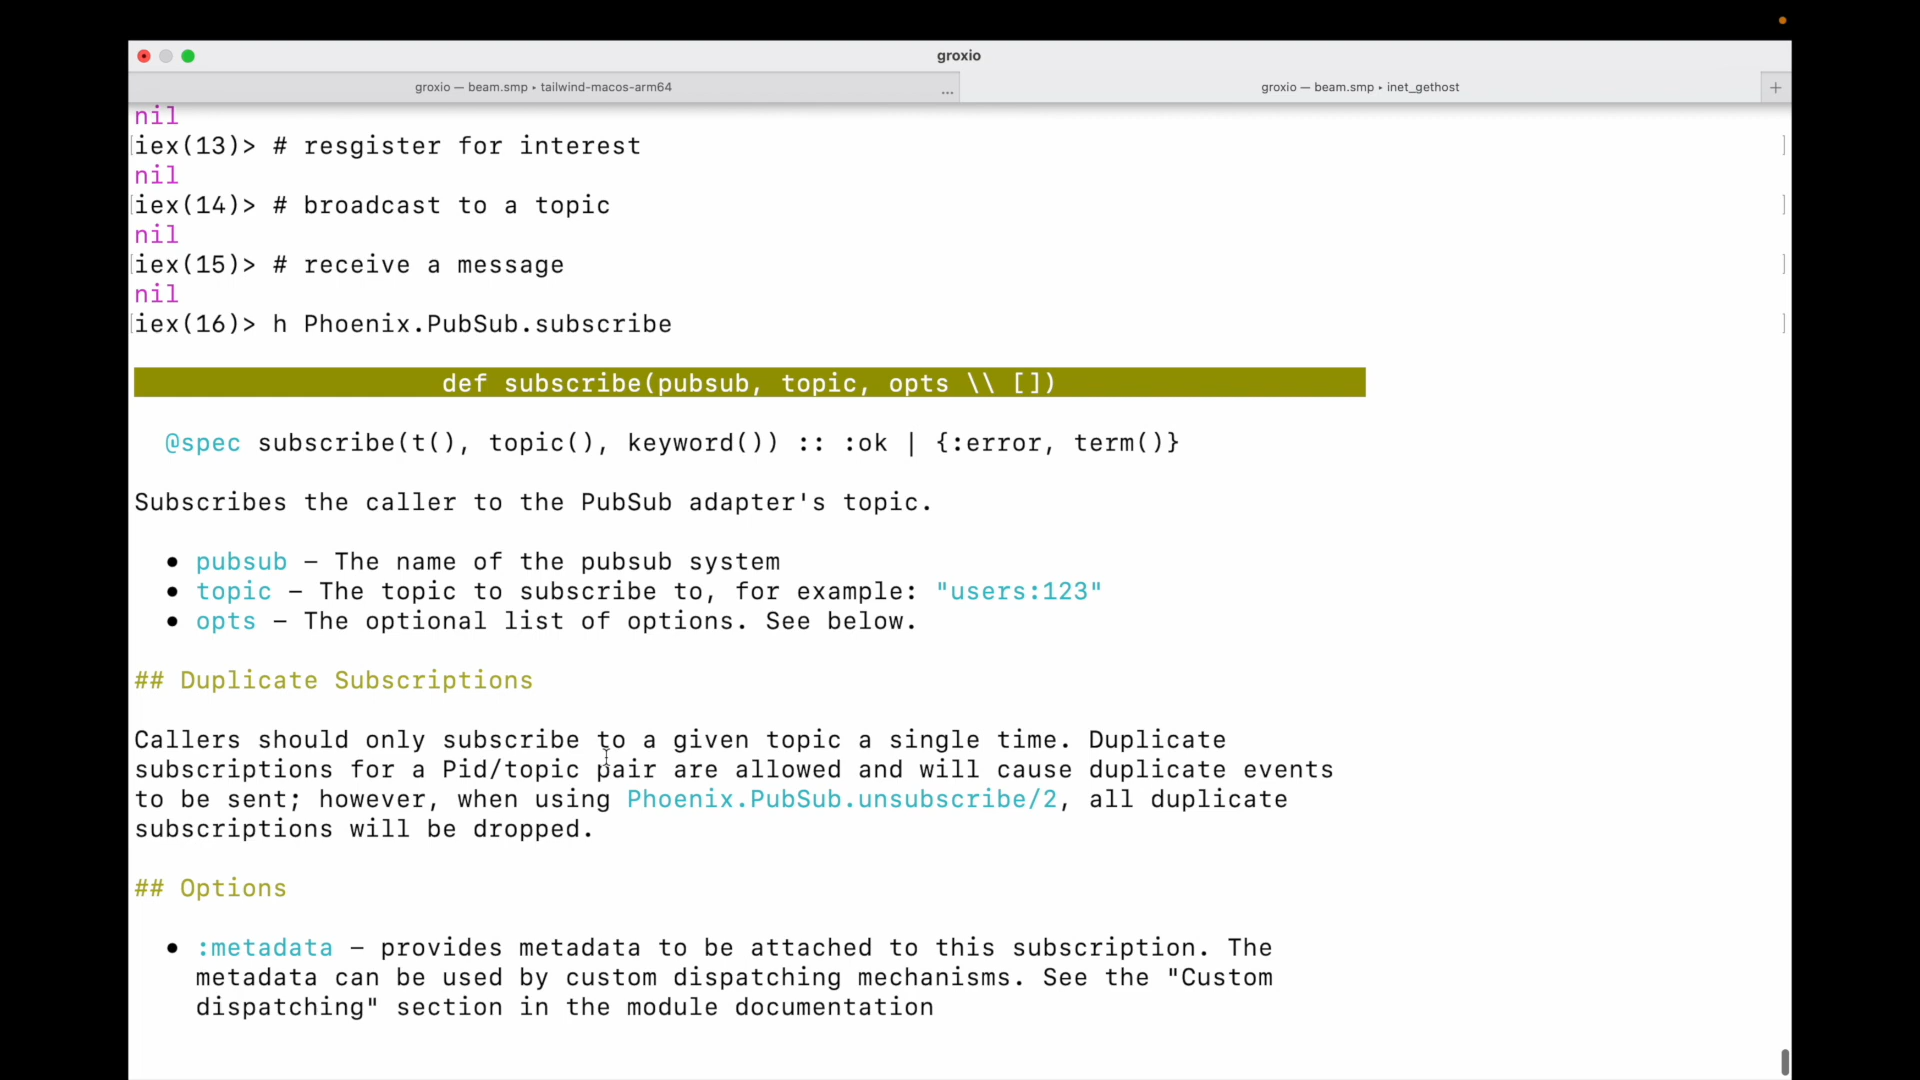 groxio
groxio — beam.smp • tailwind-macos-arm64 ...
groxio — beam.smp • inet_gethost +
nil
iex(13)> # resgister for interest
nil
iex(14)> # broadcast to a topic
nil
iex(15)> # receive a message
nil
iex(16)> h Phoenix.PubSub.subscribe
def subscribe(pubsub, topic, opts \\ [])
@spec subscribe(t(), topic(), keyword()) :: :ok | {:error, term()}
Subscribes the caller to the PubSub adapter's topic.
• pubsub – The name of the pubsub system
• topic – The topic to subscribe to, for example: "users:123"
• opts – The optional list of options. See below.
## Duplicate Subscriptions
Callers should only subscribe to a given topic a single time. Duplicate
subscriptions for a Pid/topic pair are allowed and will cause duplicate events
to be sent; however, when using Phoenix.PubSub.unsubscribe/2, all duplicate
subscriptions will be dropped.
## Options
• :metadata – provides metadata to be attached to this subscription. The
metadata can be used by custom dispatching mechanisms. See the "Custom
dispatching" section in the module documentation